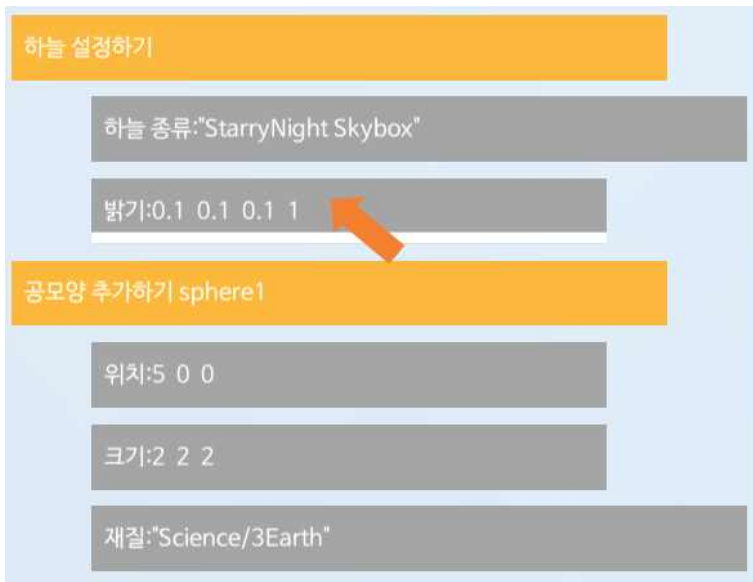 하늘 설정하기
하늘 종류:"StarryNight Skybox"
밝기:0.1 0.1 0.1 1
공모양 추가하기 sphere1
위치:5 0 0
크기:2 2 2
재질:"Science/3Earth"